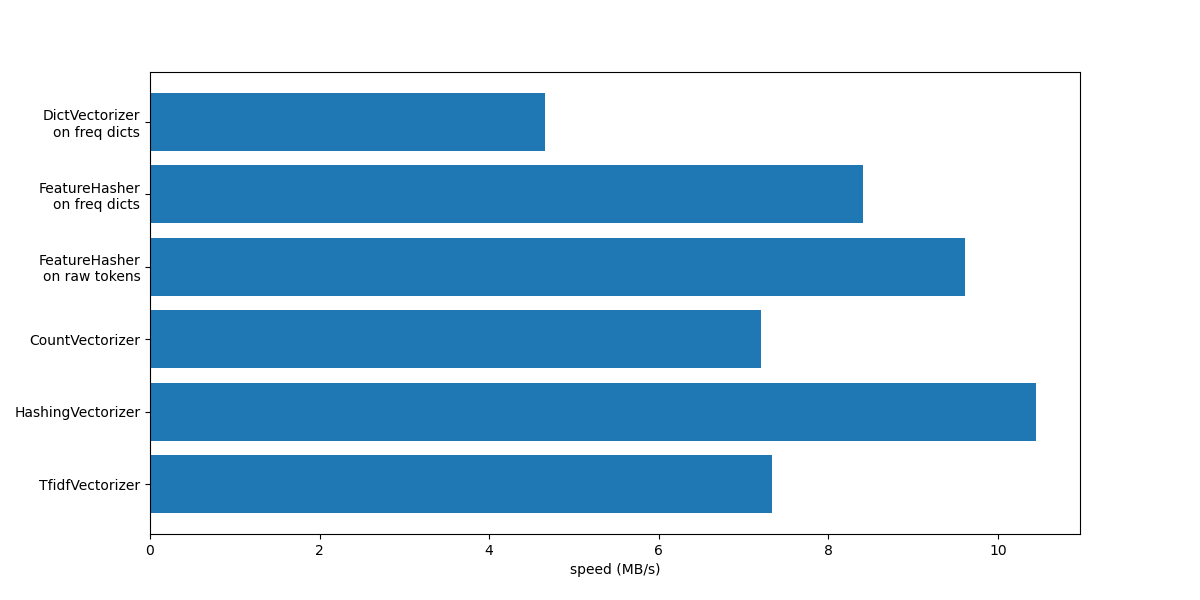 DictVectorizer
on freq dicts
FeatureHasher
on freq dicts
FeatureHasher
on raw tokens
CountVectorizer
HashingVectorizer
TfidfVectorizer
0 2 4 6 8 10
speed (MB/s)